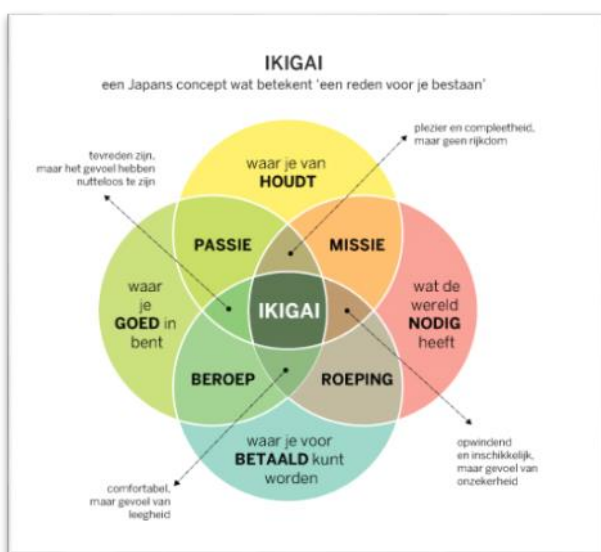 IKIGAI
een Japans concept wat betekent ‘een reden voor je bestaan’
plezier en compleetheid,
maar geen rijkdom
tevreden zijn,
maar het gevoel hebben
nutteloos te zijn
waar je van
HOUDT
PASSIE
MISSIE
waar
je
GOED in
bent
IKIGAI
wat de
wereld
NODIG
heeft
BEROEP
ROEPING
waar je voor
BETAALD kunt
worden
opwindend
en inschikkelijk,
maar gevoel van
onzekerheid
comfortabel,
maar gevoel van
leegheid